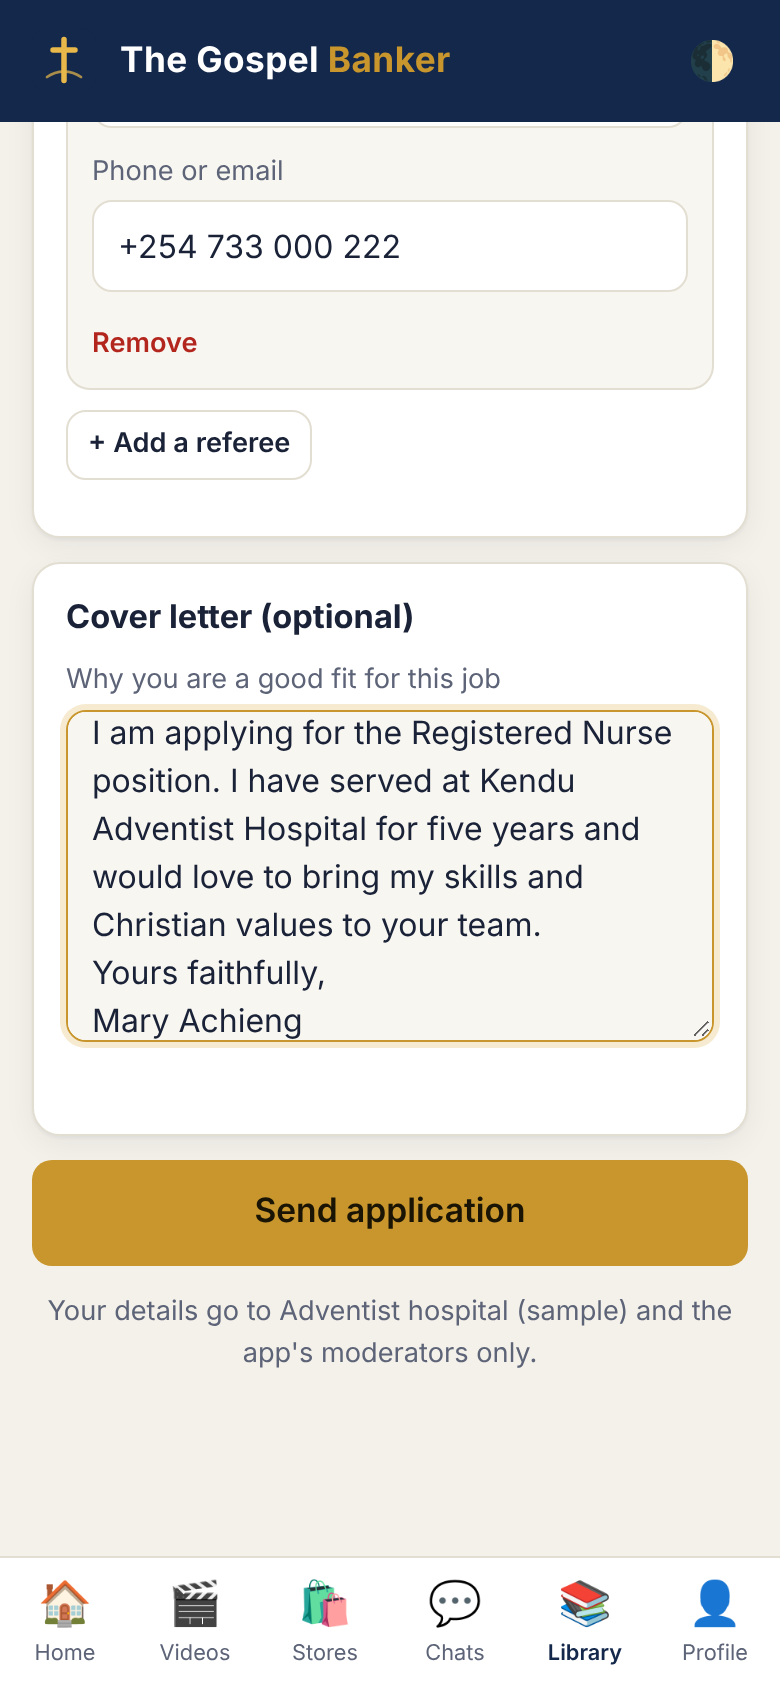 The Gospel Banker
Phone or email
+254 733 000 222
Remove
+ Add a referee
Cover letter (optional)
Why you are a good fit for this job
I am applying for the Registered Nurse
position. I have served at Kendu
Adventist Hospital for five years and
would love to bring my skills and
Christian values to your team.
Yours faithfully,
Mary Achieng
Send application
Your details go to Adventist hospital (sample) and the
app's moderators only.
Home Videos Stores Chats Library Profile